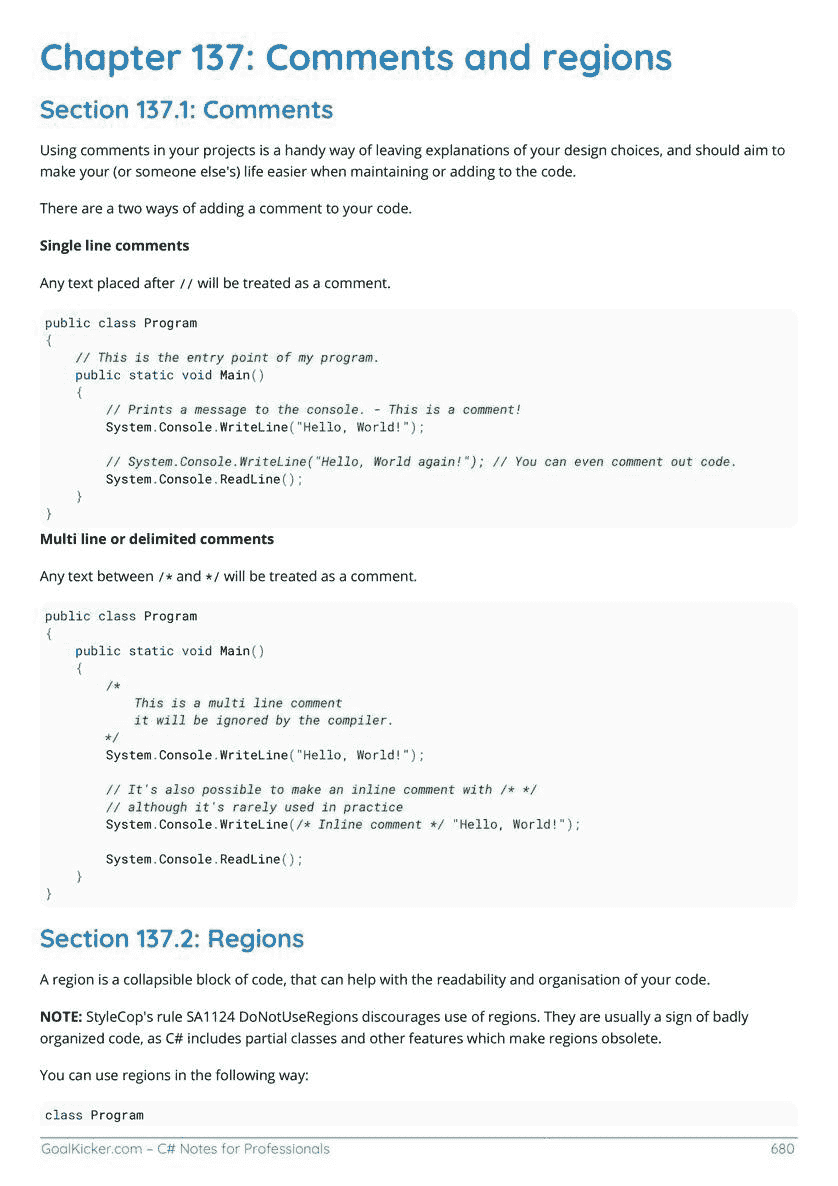 Chapter 137: Comments and regions
Section 137.1: Comments
Using comments in your projects is a handy way of leaving explanations of your design choices, and should aim to
make your (or someone else's) life easier when maintaining or adding to the code.
There are a two ways of adding a comment to your code.
Single line comments
Any text placed after // will be treated as a comment.
public class Program
{
    // This is the entry point of my program.
    public static void Main()
    {
        // Prints a message to the console. - This is a comment!
        System.Console.WriteLine("Hello, World!");
        // System.Console.WriteLine("Hello, World again!"); // You can even comment out code.
        System.Console.ReadLine();
    }
}
Multi line or delimited comments
Any text between /* and */ will be treated as a comment.
public class Program
{
    public static void Main()
    {
        /*
            This is a multi line comment
            it will be ignored by the compiler.
        */
        System.Console.WriteLine("Hello, World!");
        // It's also possible to make an inline comment with /* */
        // although it's rarely used in practice
        System.Console.WriteLine(/* Inline comment */ "Hello, World!");
        System.Console.ReadLine();
    }
}
Section 137.2: Regions
A region is a collapsible block of code, that can help with the readability and organisation of your code.
NOTE: StyleCop's rule SA1124 DoNotUseRegions discourages use of regions. They are usually a sign of badly
organized code, as C# includes partial classes and other features which make regions obsolete.
You can use regions in the following way:
class Program
GoalKicker.com – C# Notes for Professionals 680